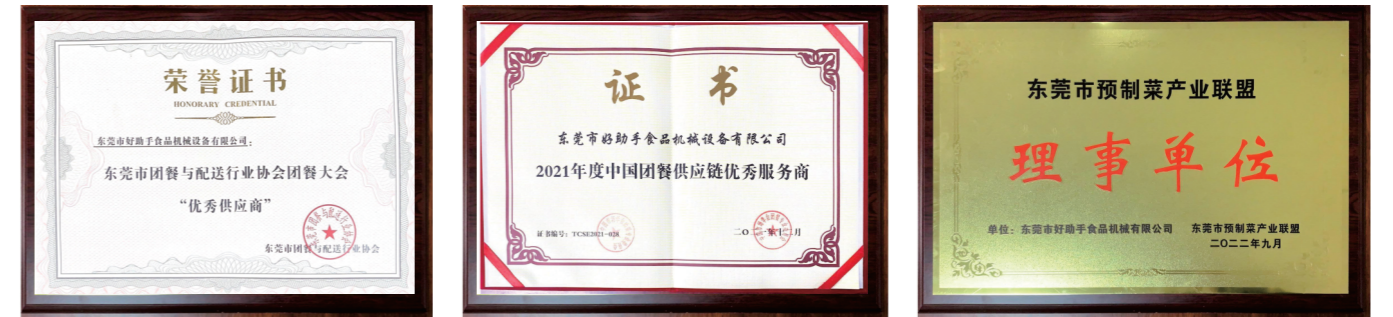 荣誉证书
HONORARY CREDENTIAL
东莞市好助手食品机械设备有限公司：
东莞市团餐与配送行业协会团餐大会
“优秀供应商”
东莞市团餐与配送行业协会
证 书
东莞市好助手食品机械设备有限公司
2021年度中国团餐供应链优秀服务商
证书编号：TCSE2021-028
东莞市预制菜产业联盟
理事单位
单位：东莞市好助手食品机械有限公司
东莞市预制菜产业联盟
二〇二二年九月